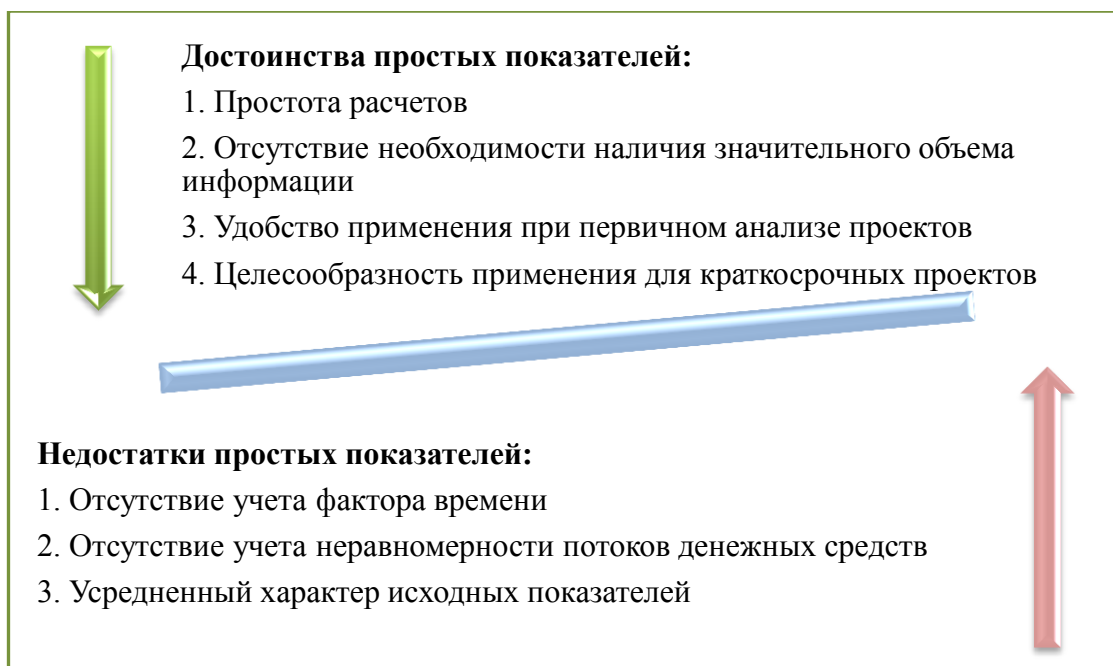 Достоинства простых показателей:
1. Простота расчетов
2. Отсутствие необходимости наличия значительного объема
информации
3. Удобство применения при первичном анализе проектов
4. Целесообразность применения для краткосрочных проектов
Недостатки простых показателей:
1. Отсутствие учета фактора времени
2. Отсутствие учета неравномерности потоков денежных средств
3. Усредненный характер исходных показателей